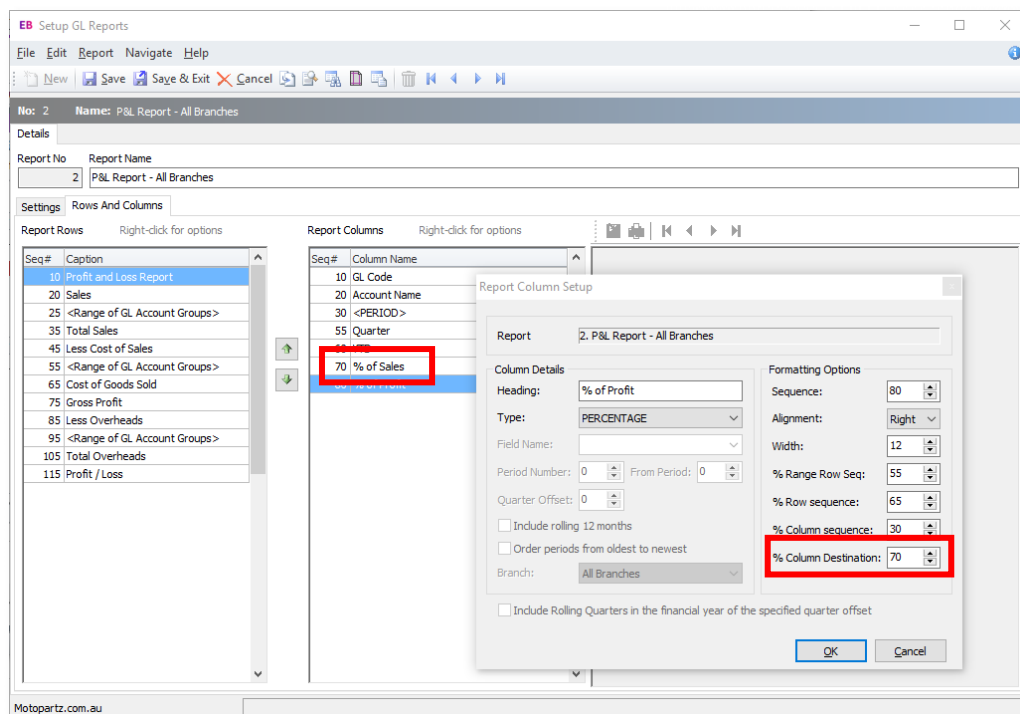 EB Setup GL Reports
File Edit Report Navigate Help
New Save Save & Exit Cancel
No: 2 Name: P&L Report - All Branches
Details
Report No Report Name
2 P&L Report - All Branches
Settings Rows And Columns
Report Rows Right-click for options Report Columns Right-click for options
Seq# Caption
10 Profit and Loss Report
20 Sales
25 <Range of GL Account Groups>
35 Total Sales
45 Less Cost of Sales
55 <Range of GL Account Groups>
65 Cost of Goods Sold
75 Gross Profit
85 Less Overheads
95 <Range of GL Account Groups>
105 Total Overheads
115 Profit / Loss
Seq# Column Name
10 GL Code
20 Account Name
30 <PERIOD>
55 Quarter
60 YTD
70 % of Sales
80 % of Profit
Report Column Setup
Report 2. P&L Report - All Branches
Column Details
Heading: % of Profit
Type: PERCENTAGE
Field Name:
Period Number: 0 From Period: 0
Quarter Offset: 0
Include rolling 12 months
Order periods from oldest to newest
Branch: All Branches
Formatting Options
Sequence: 80
Alignment: Right
Width: 12
% Range Row Seq: 55
% Row sequence: 65
% Column sequence: 30
% Column Destination: 70
Include Rolling Quarters in the financial year of the specified quarter offset
OK Cancel
Motopartz.com.au